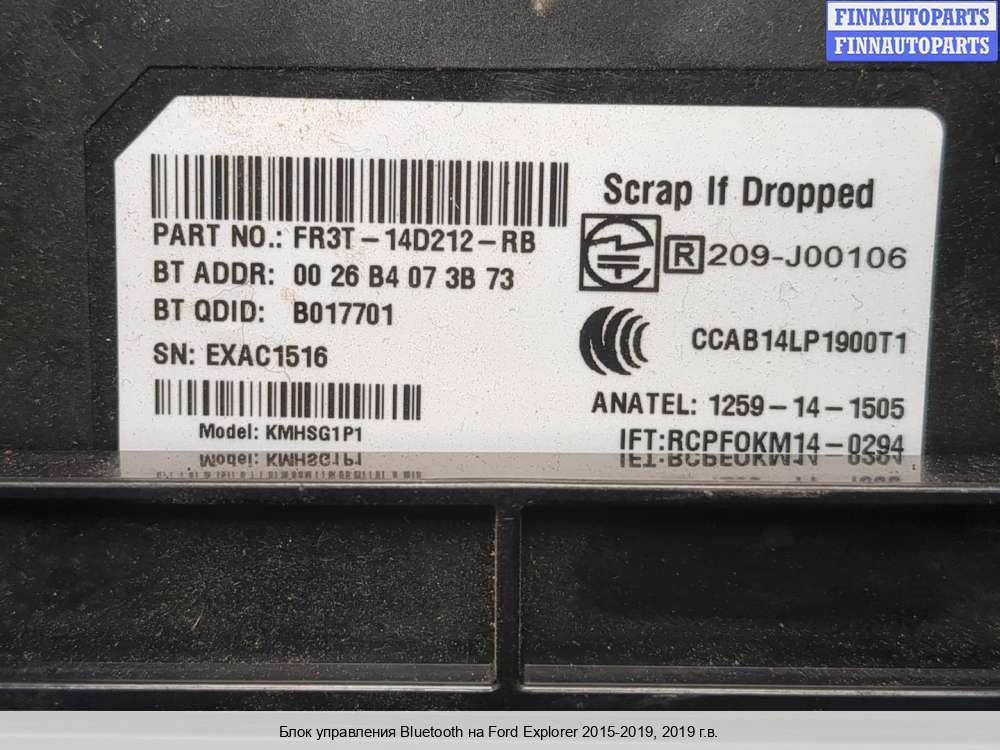 FINNAUTOPARTS
FINNAUTOPARTS
Scrap If Dropped
PART NO.: FR3T-14D212-RB
BT ADDR: 00 26 B4 07 3B 73
R 209-J00106
BT QDID: B017701
CCAB14LP1900T1
SN: EXAC1516
ANATEL: 1259-14-1505
Model: KMHSG1P1
IFT:RCPFOKM14-0294
Блок управления Bluetooth на Ford Explorer 2015-2019, 2019 г.в.